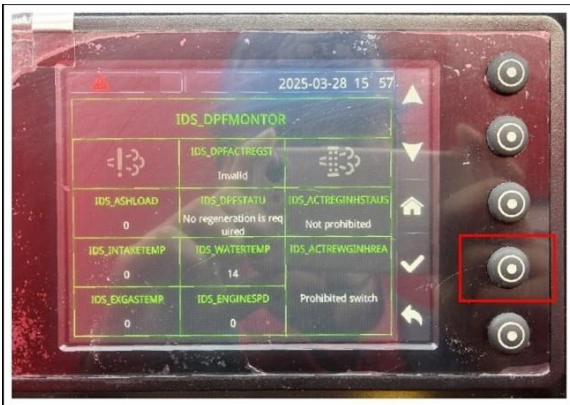 2025-03-28 15 57
IDS_DPFMONTOR
IDS_DPFACTREGST
Invalid
IDS_ASHLOAD
0
IDS_DPFSTATU
No regeneration is req
uired
IDS_ACTREGINHSTAUS
Not prohibited
IDS_INTAKETEMP
0
IDS_WATERTEMP
14
IDS_ACTREWGINHREA
Prohibited switch
IDS_EXGASTEMP
0
IDS_ENGINESPD
0